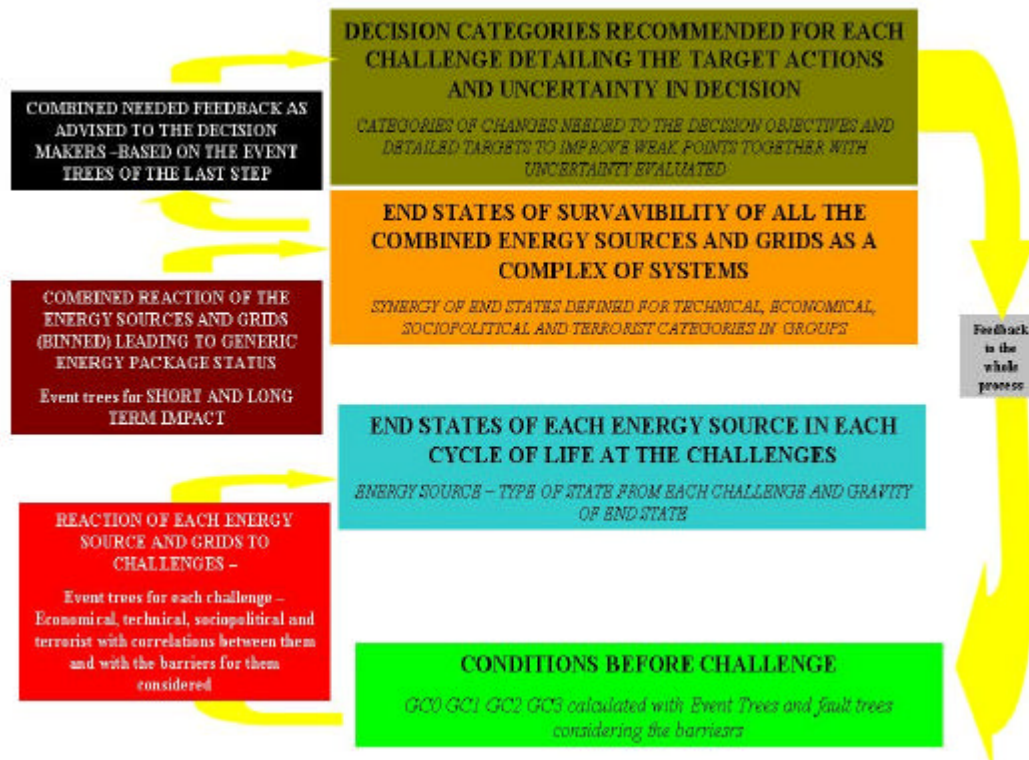 DECISION CATEGORIES RECOMMENDED FOR EACH
CHALLENGE DETAILING THE TARGET ACTIONS
AND UNCERTAINTY IN DECISION
CATEGORIES OF CHANGES NEEDED TO THE DECISION OBJECTIVES AND
DETAILED TARGETS TO IMPROVE WEAK POINTS TOGETHER WITH
UNCERTAINTY EVALUATED
COMBINED NEEDED FEEDBACK AS
ADVISED TO THE DECISION
MAKERS –BASED ON THE EVENT
TREES OF THE LAST STEP
END STATES OF SURVAVIBILITY OF ALL THE
COMBINED ENERGY SOURCES AND GRIDS AS A
COMPLEX OF SYSTEMS
SYNERGY OF END STATES DEFINED FOR TECHNICAL, ECONOMICAL,
SOCIOPOLITICAL AND TERRORIST CATEGORIES IN GROUPS
COMBINED REACTION OF THE
ENERGY SOURCES AND GRIDS
(BINNED) LEADING TO GENERIC
ENERGY PACKAGE STATUS
Event trees for SHORT AND LONG
TERM IMPACT
Feedback
to the
whole
process
END STATES OF EACH ENERGY SOURCE IN EACH
CYCLE OF LIFE AT THE CHALLENGES
ENERGY SOURCE – TYPE OF STATE FROM EACH CHALLENGE AND GRAVITY
OF END STATE
REACTION OF EACH ENERGY
SOURCE AND GRIDS TO
CHALLENGES –
Event trees for each challenge –
Economical, technical, sociopolitical and
terrorist with correlations between them
and with the barriers for them
considered
CONDITIONS BEFORE CHALLENGE
GC0 GC1 GC2 GC3 calculated with Event Trees and fault trees
considering the barriesrs